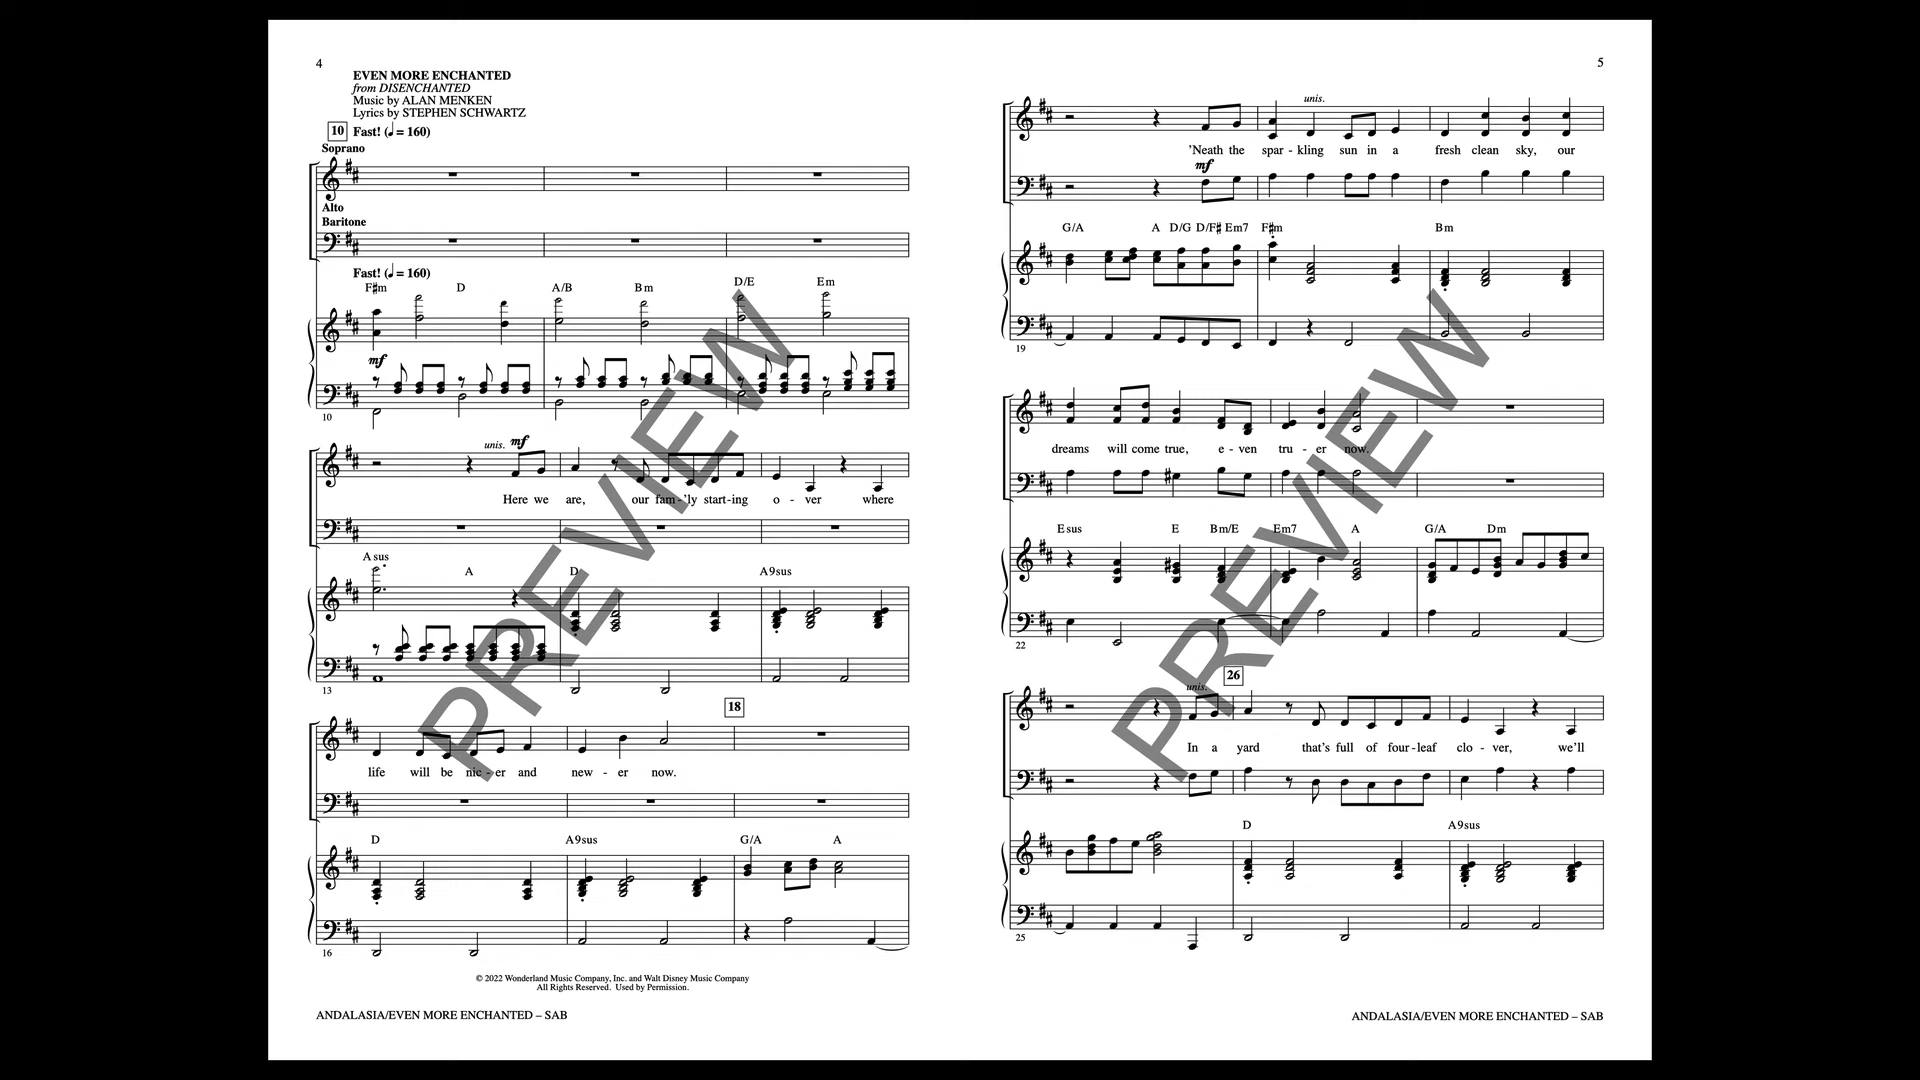 4
EVEN MORE ENCHANTED
from DISENCHANTED
Music by ALAN MENKEN
Lyrics by STEPHEN SCHWARTZ
10 Fast! (♩ = 160)
Soprano
Alto
Baritone
Fast! (♩ = 160)
F♯m D A/B Bm D/E Em
mf
10
unis. mf
Here we are, our fam-'ly start-ing o - ver where
Asus A D A9sus
13
18
life will be nic - er and new - er now.
D A9sus G/A A
16
© 2022 Wonderland Music Company, Inc. and Walt Disney Music Company
All Rights Reserved. Used by Permission.
ANDALASIA/EVEN MORE ENCHANTED – SAB
5
unis.
'Neath the spar - kling sun in a fresh clean sky, our
mf
G/A A D/G D/F♯ Em7 F♯m Bm
19
dreams will come true, e - ven tru - er now.
Esus E Bm/E Em7 A G/A Dm
22
unis. 26
In a yard that's full of four-leaf clo - ver, we'll
D A9sus
25
ANDALASIA/EVEN MORE ENCHANTED – SAB
PREVIEW
PREVIEW